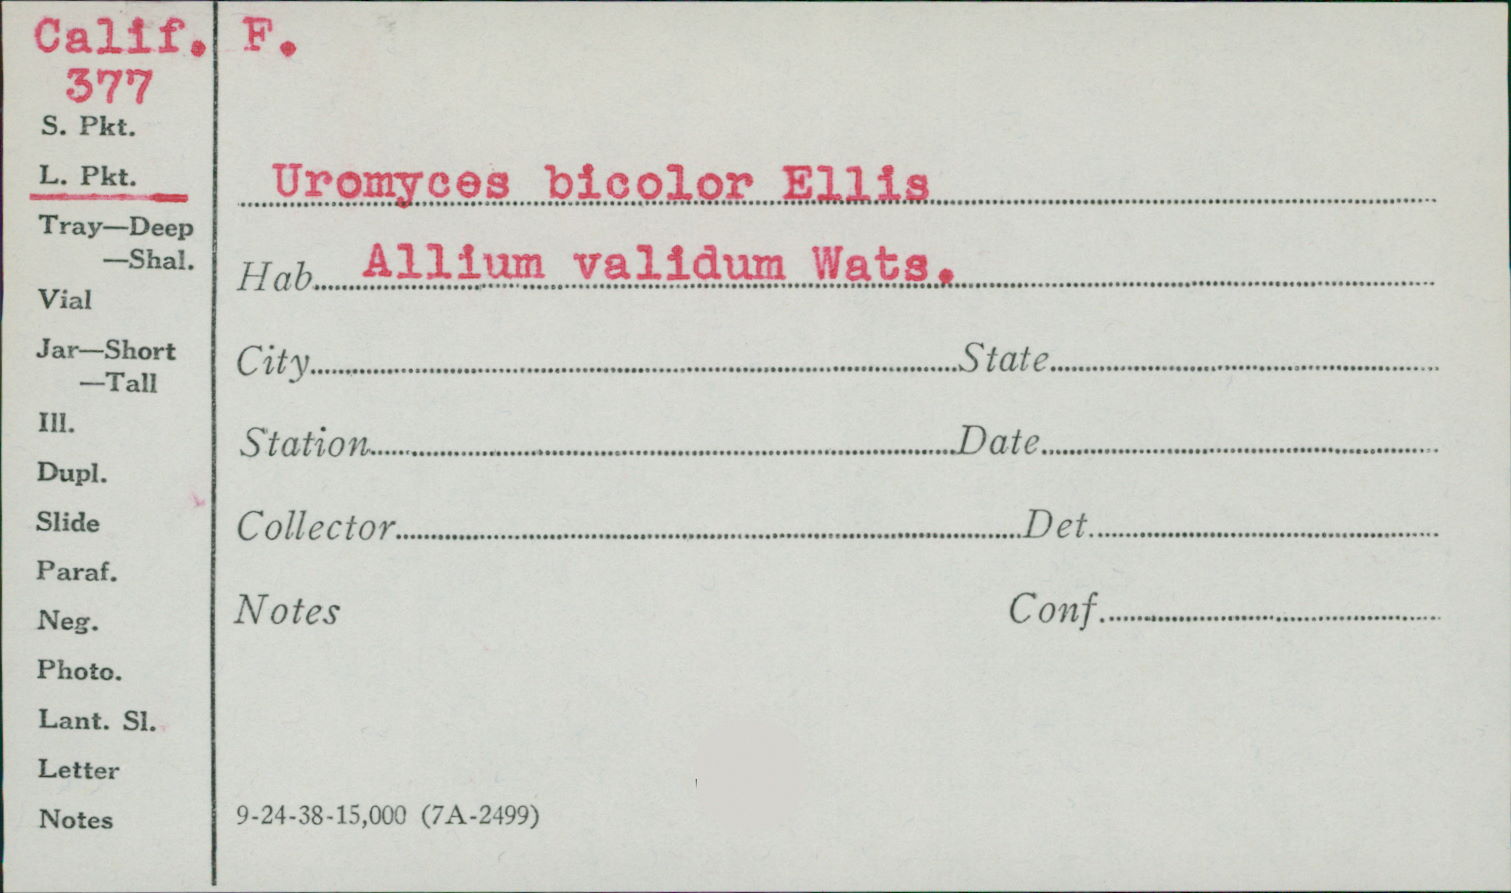 Calif. F.
377
S. Pkt.
L. Pkt.
Uromyces bicolor Ellis
Tray—Deep
—Shal.
Hab. Allium validum Wats.
Vial
Jar—Short
—Tall
City State
Ill.
Station Date
Dupl.
Slide
Collector Det.
Paraf.
Neg.
Notes Conf.
Photo.
Lant. Sl.
Letter
Notes
9-24-38-15,000 (7A-2499)